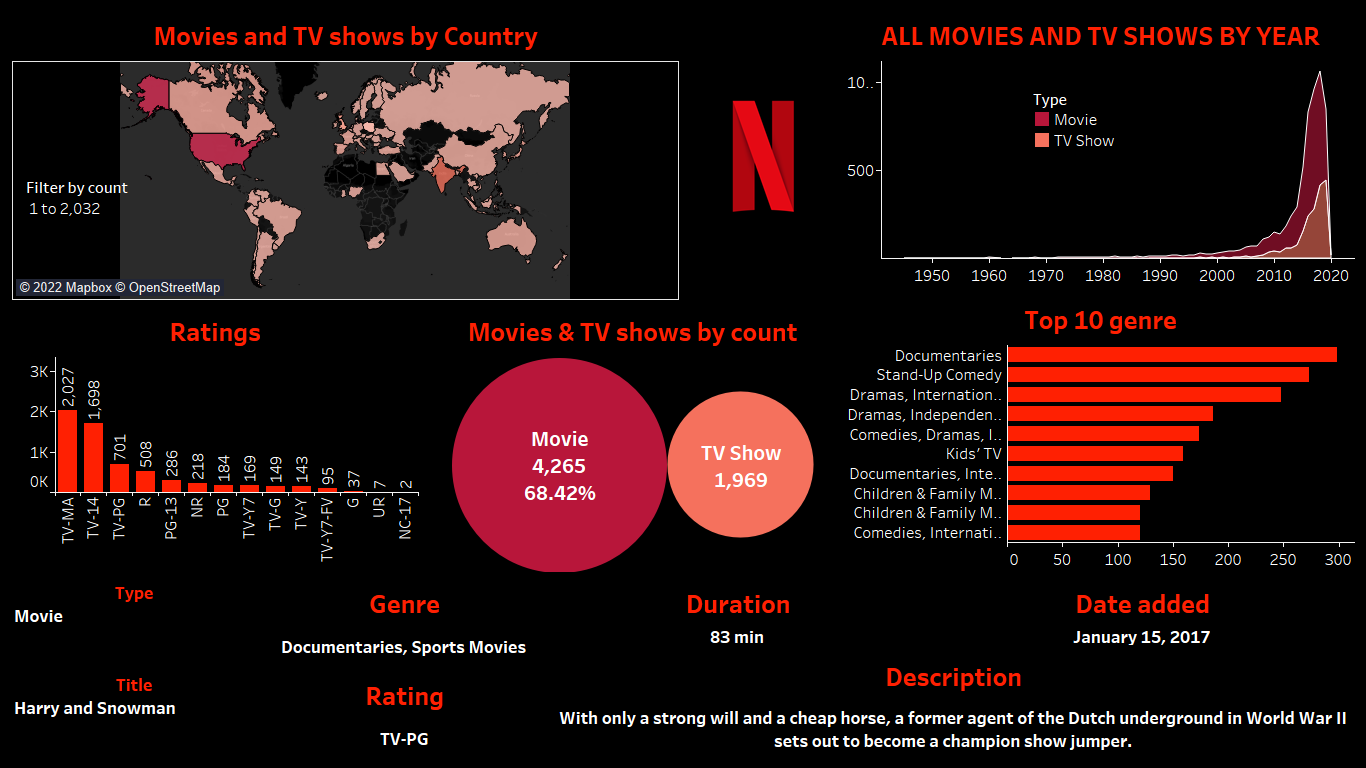 Movies and TV shows by Country
Filter by count
1 to 2,032
© 2022 Mapbox © OpenStreetMap
ALL MOVIES AND TV SHOWS BY YEAR
10..
500
Type
Movie
TV Show
1950 1960 1970 1980 1990 2000 2010 2020
Ratings
3K
2K
1K
0K
2,027 1,698 701 508 286 218 184 169 149 143 95 37 7 2
TV-MA TV-14 TV-PG R PG-13 NR PG TV-Y7 TV-G TV-Y TV-Y7-FV G UR NC-17
Movies & TV shows by count
Movie
4,265
68.42%
TV Show
1,969
Top 10 genre
Documentaries
Stand-Up Comedy
Dramas, Internation..
Dramas, Independen..
Comedies, Dramas, I..
Kids' TV
Documentaries, Inte..
Children & Family M..
Children & Family M..
Comedies, Internati..
0 50 100 150 200 250 300
Type
Movie
Genre
Documentaries, Sports Movies
Duration
83 min
Date added
January 15, 2017
Title
Harry and Snowman
Rating
TV-PG
Description
With only a strong will and a cheap horse, a former agent of the Dutch underground in World War II
sets out to become a champion show jumper.